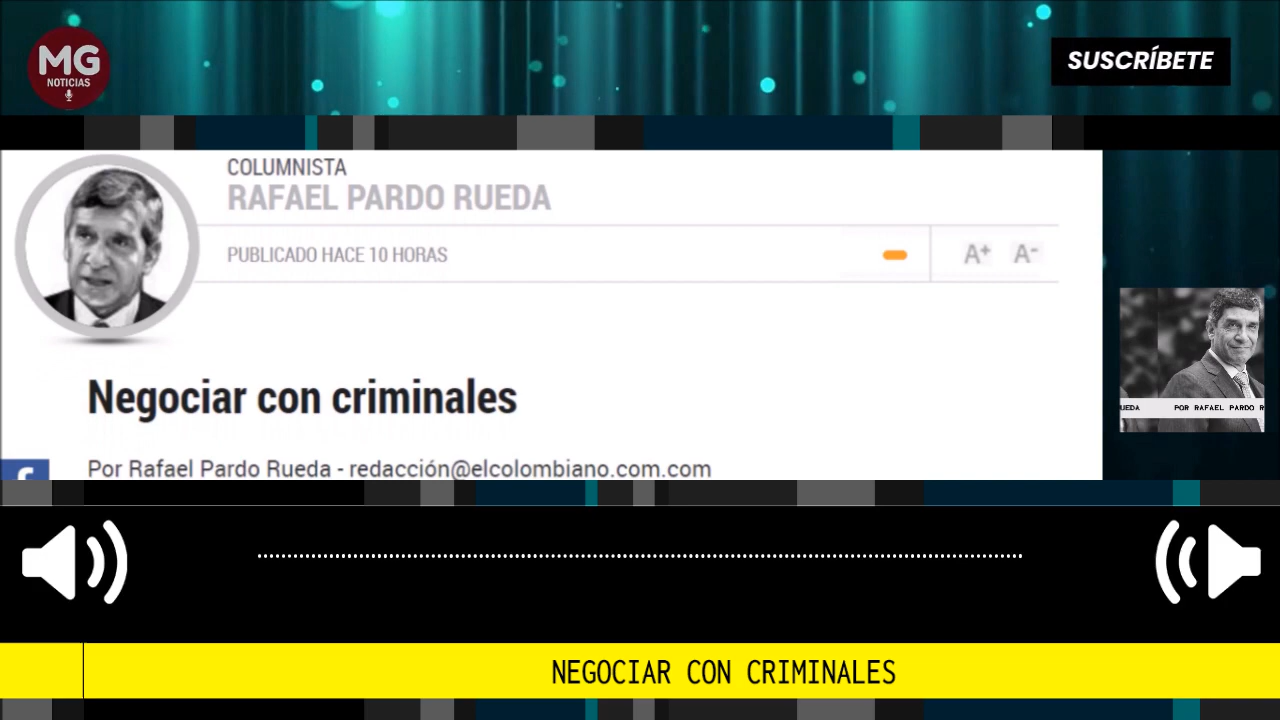 MG
NOTICIAS
SUSCRÍBETE
COLUMNISTA
RAFAEL PARDO RUEDA
PUBLICADO HACE 10 HORAS
A+ A-
Negociar con criminales
Por Rafael Pardo Rueda - redacción@elcolombiano.com.com
UEDA POR RAFAEL PARDO R
NEGOCIAR CON CRIMINALES